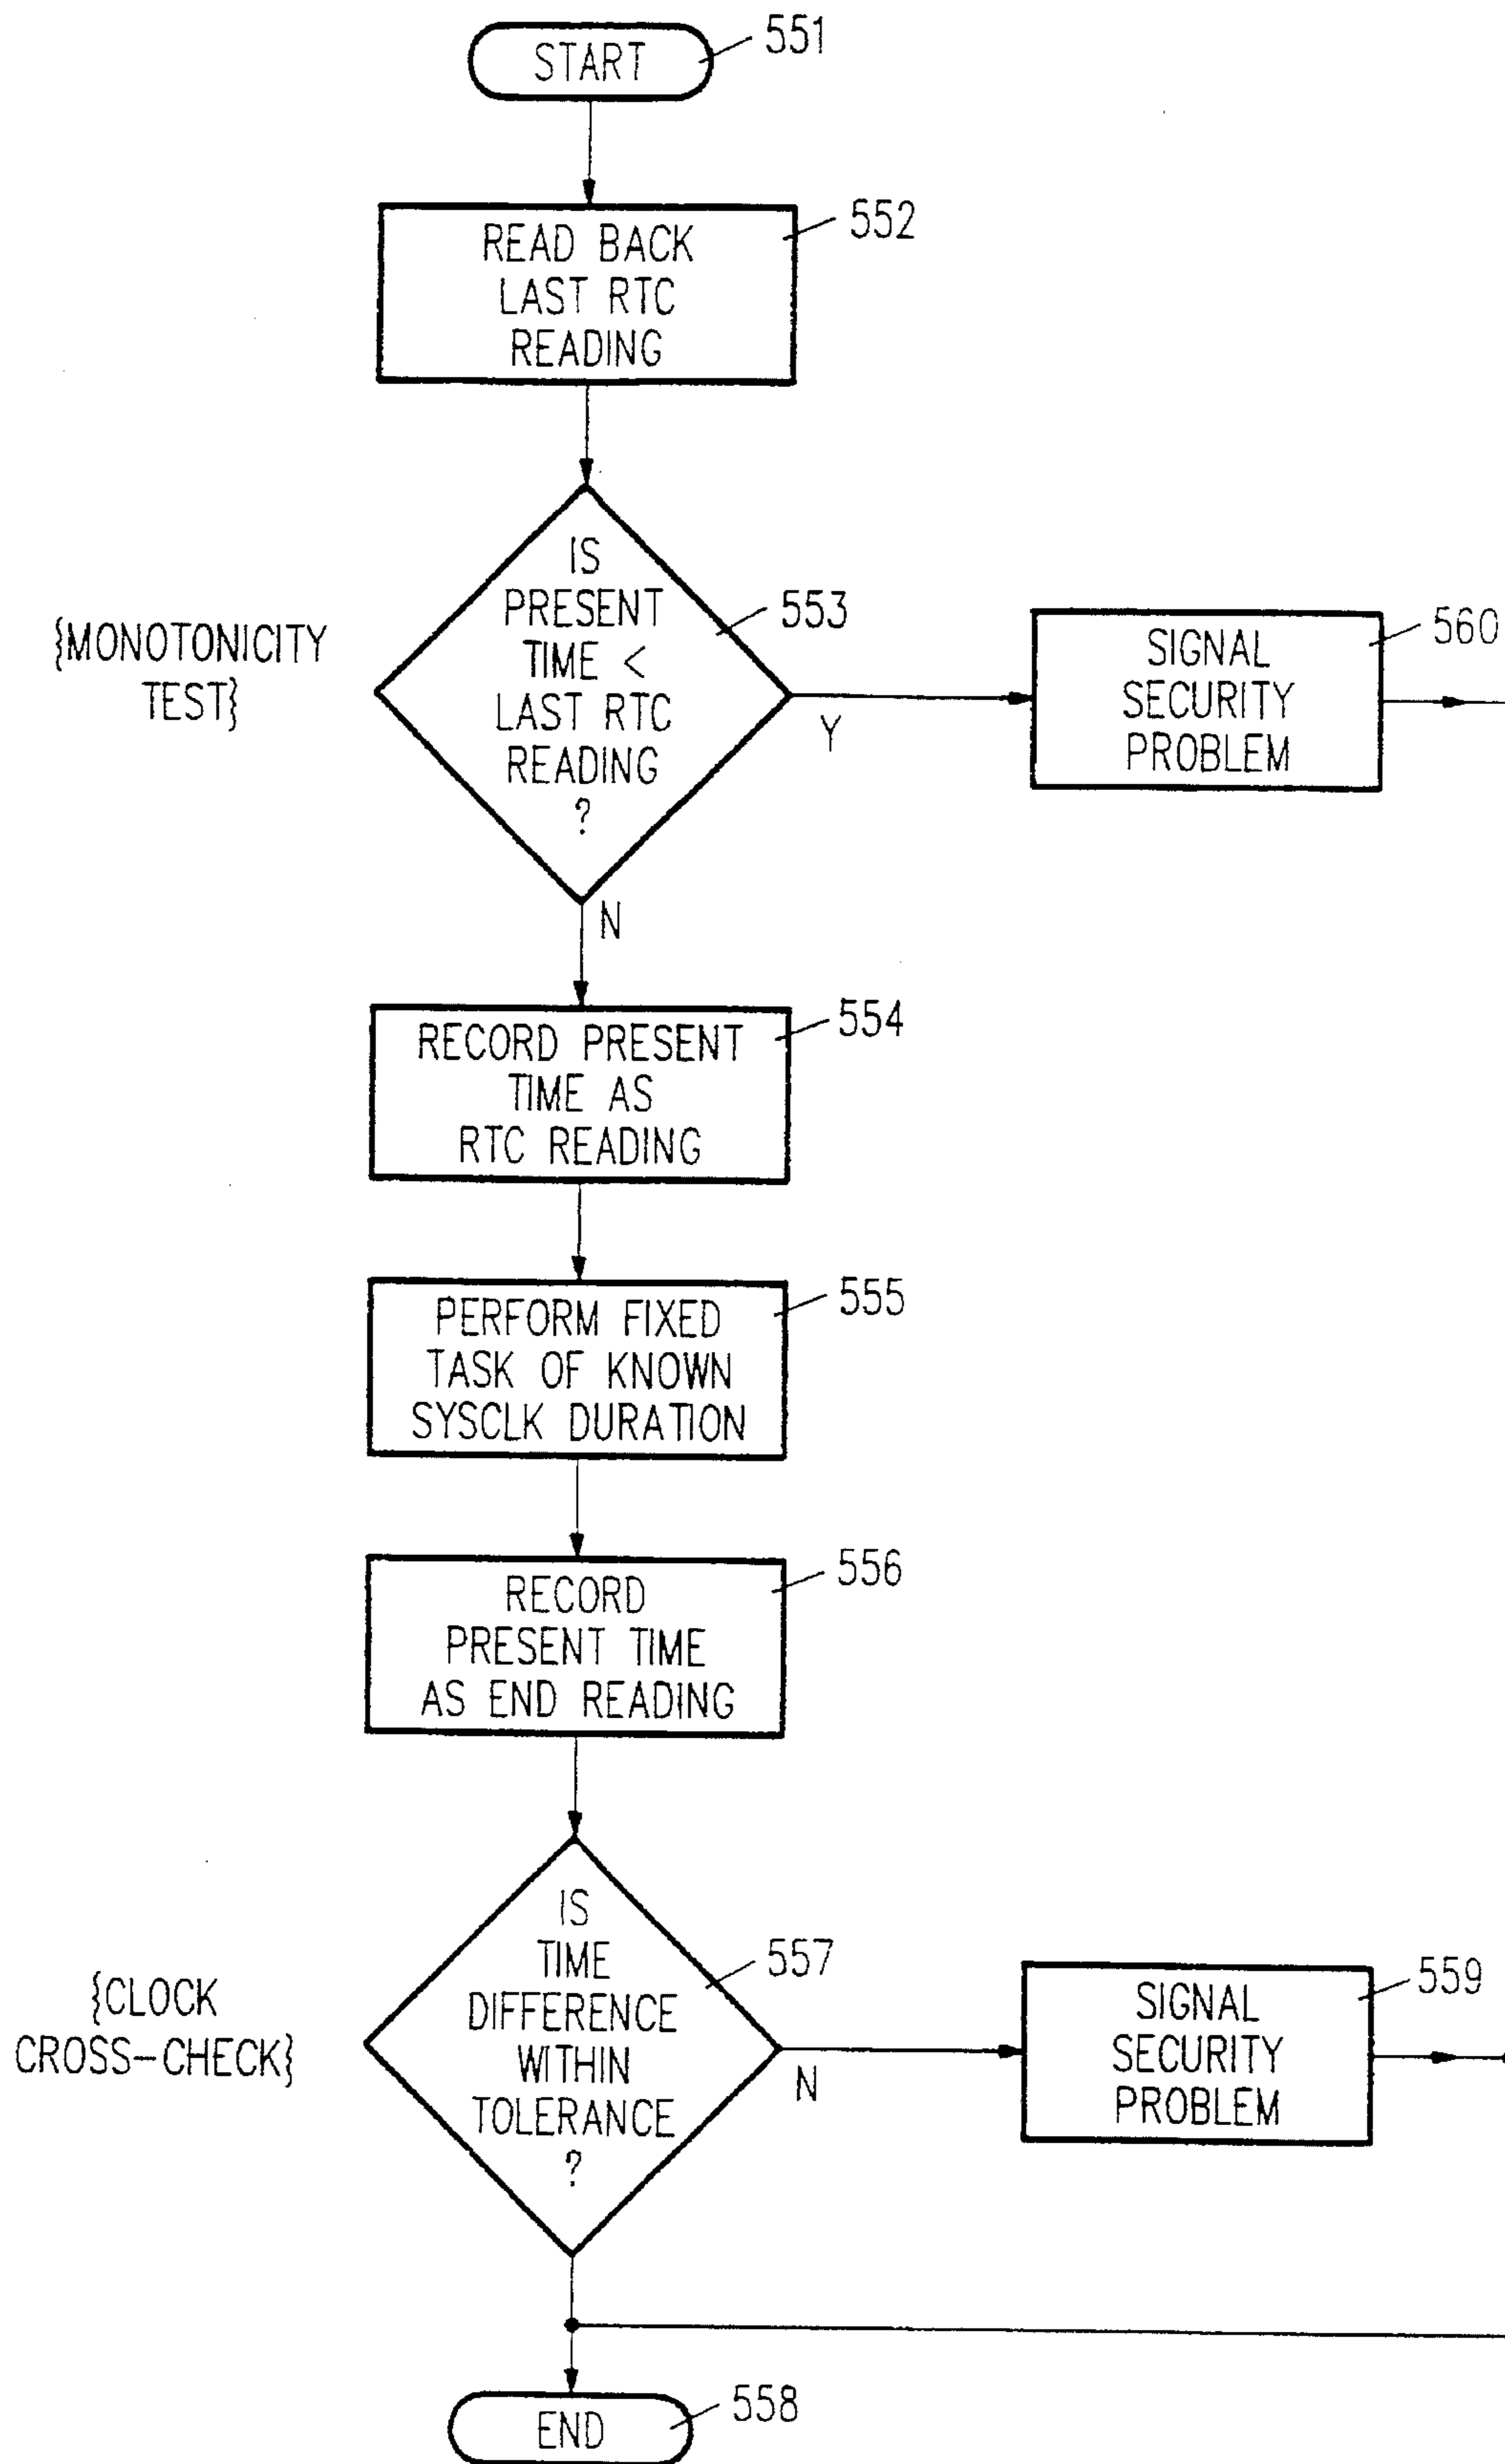 START
551
READ BACK
LAST RTC
READING
552
{MONOTONICITY
TEST}
IS
PRESENT
TIME <
LAST RTC
READING
?
553
Y
SIGNAL
SECURITY
PROBLEM
560
N
RECORD PRESENT
TIME AS
RTC READING
554
PERFORM FIXED
TASK OF KNOWN
SYSCLK DURATION
555
RECORD
PRESENT TIME
AS END READING
556
{CLOCK
CROSS-CHECK}
IS
TIME
DIFFERENCE
WITHIN
TOLERANCE
?
557
N
SIGNAL
SECURITY
PROBLEM
559
END
558